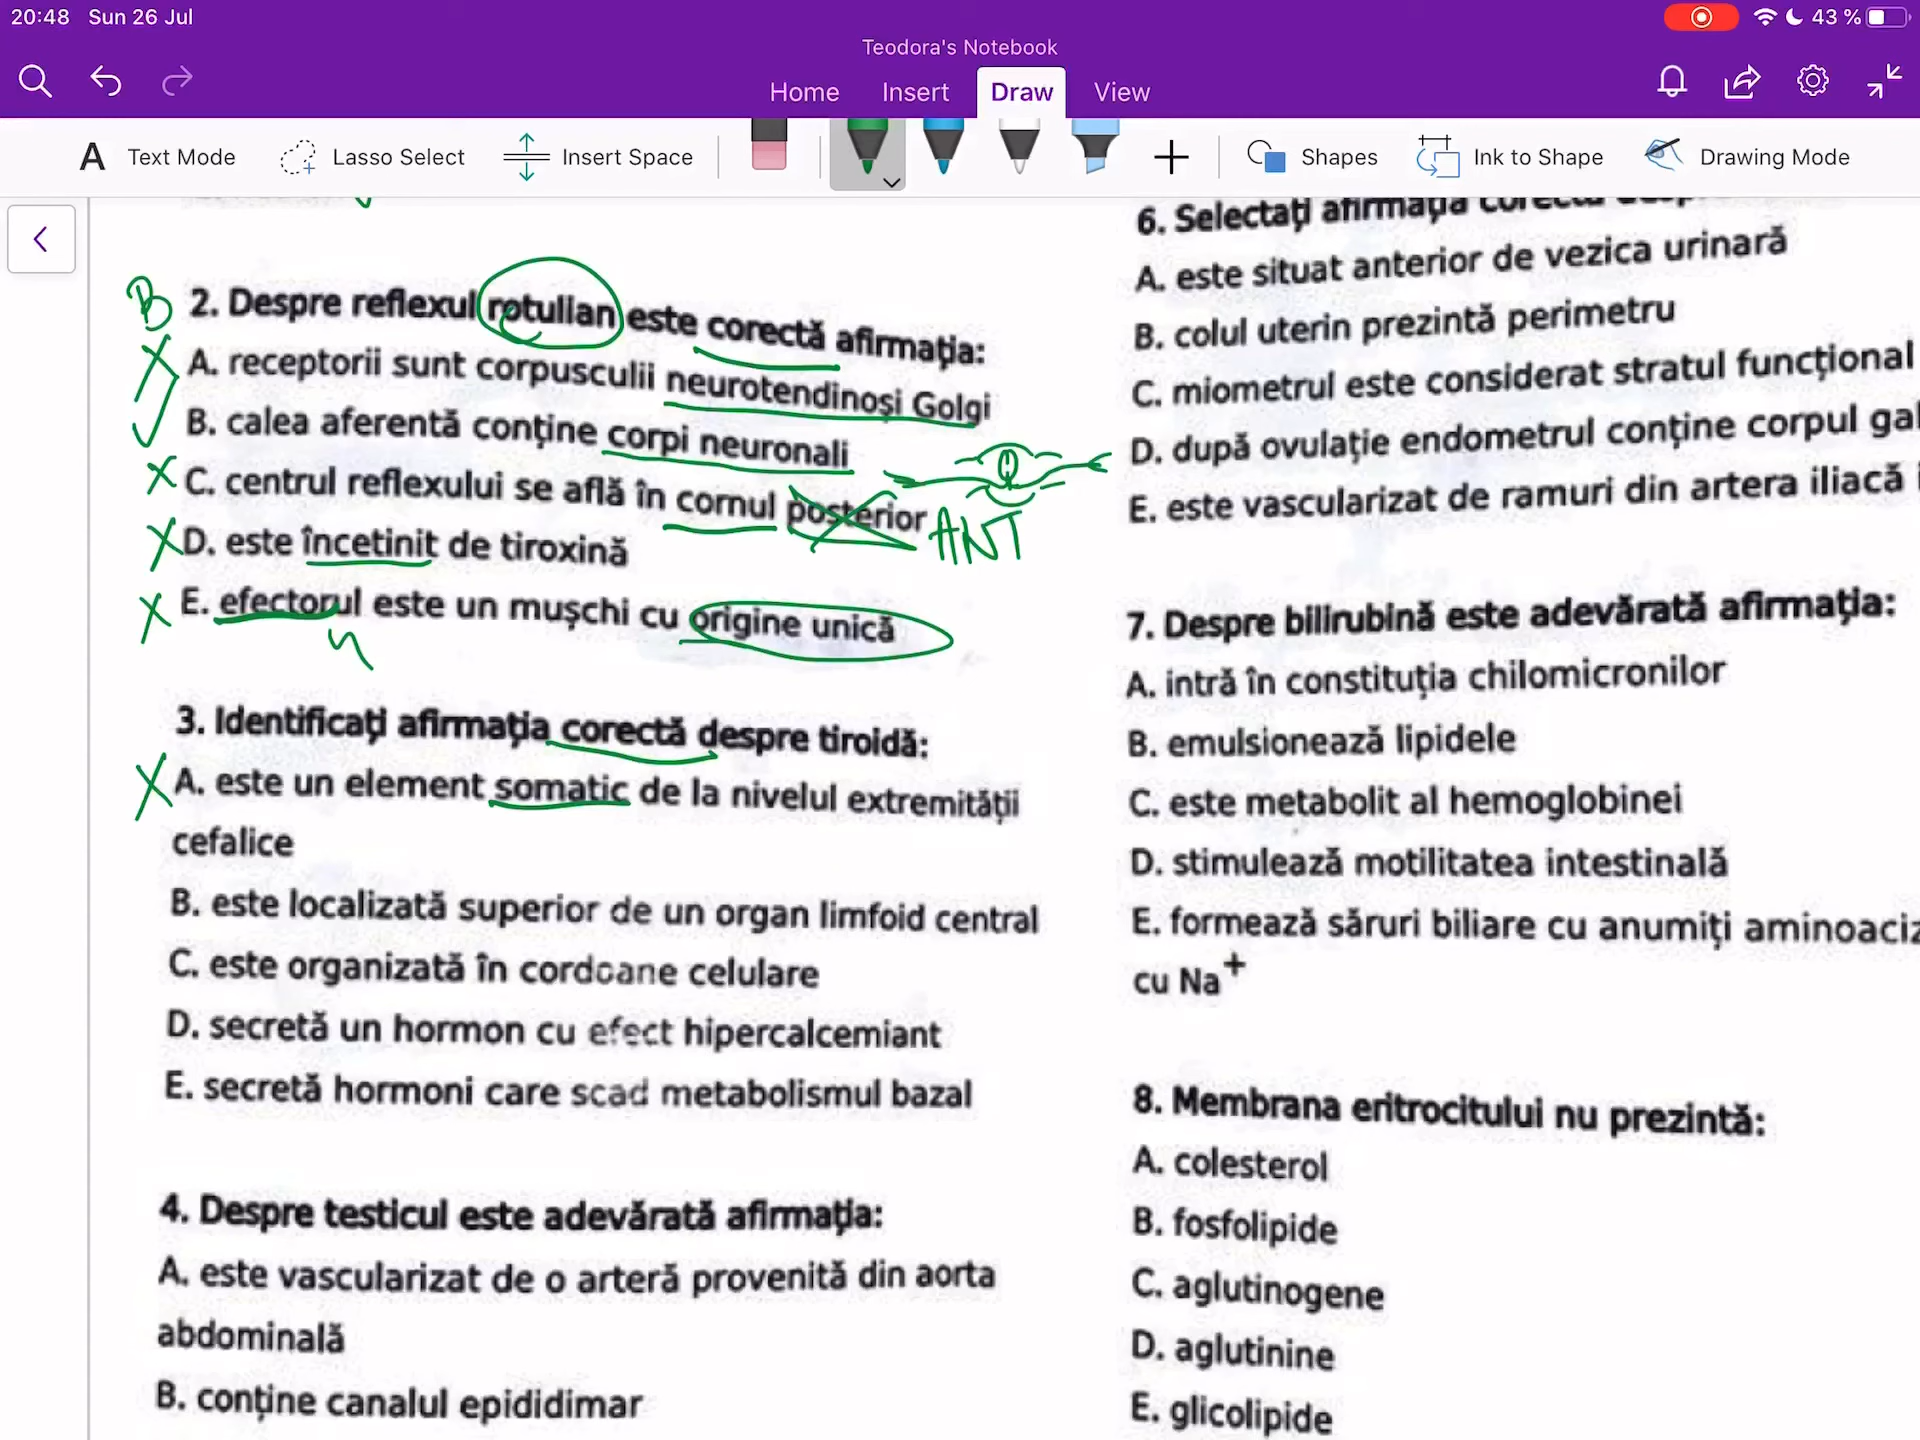 20:48 Sun 26 Jul
43 %
Teodora's Notebook
Home Insert Draw View
A Text Mode Lasso Select Insert Space Shapes Ink to Shape Drawing Mode
B 2. Despre reflexul rotulian este corectă afirmația:
A. receptorii sunt corpusculii neurotendinoși Golgi
B. calea aferentă conține corpi neuronali
C. centrul reflexului se află în cornul posterior ANT
D. este încetinit de tiroxină
E. efectorul este un mușchi cu origine unică
4
3. Identificați afirmația corectă despre tiroidă:
A. este un element somatic de la nivelul extremității
cefalice
B. este localizată superior de un organ limfoid central
C. este organizată în cordoane celulare
D. secretă un hormon cu efect hipercalcemiant
E. secretă hormoni care scad metabolismul bazal
4. Despre testicul este adevărată afirmația:
A. este vascularizat de o arteră provenită din aorta
abdominală
B. conține canalul epididimar
6. Selectați afirmația corectă
A. este situat anterior de vezica urinară
B. colul uterin prezintă perimetru
C. miometrul este considerat stratul funcțional
D. după ovulație endometrul conține corpul
E. este vascularizat de ramuri din artera iliacă
7. Despre bilirubină este adevărată afirmația:
A. intră în constituția chilomicronilor
B. emulsionează lipidele
C. este metabolit al hemoglobinei
D. stimulează motilitatea intestinală
E. formează săruri biliare cu anumiți
cu Na+
8. Membrana eritrocitului nu prezintă:
A. colesterol
B. fosfolipide
C. aglutinogene
D. aglutinine
E. glicolipide